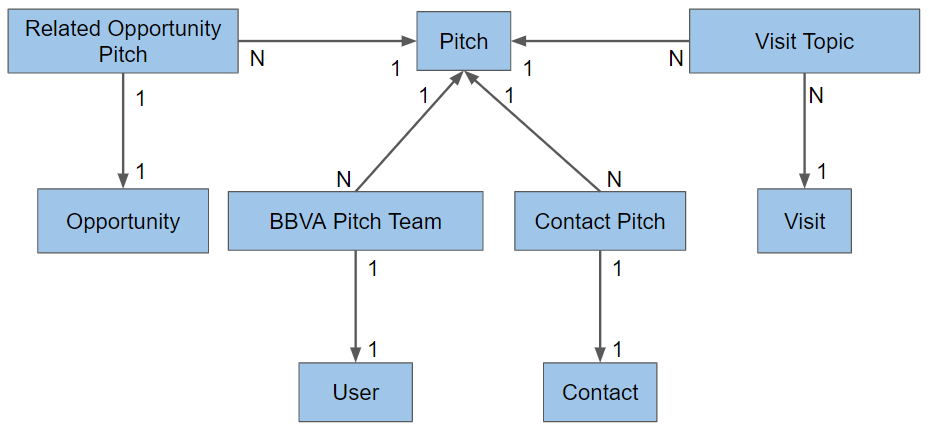 Related Opportunity
Pitch
Pitch
Visit Topic
N
1
1
N
1
1
1
N
1
N
N
1
1
Opportunity
BBVA Pitch Team
Contact Pitch
Visit
1
1
1
1
User
Contact